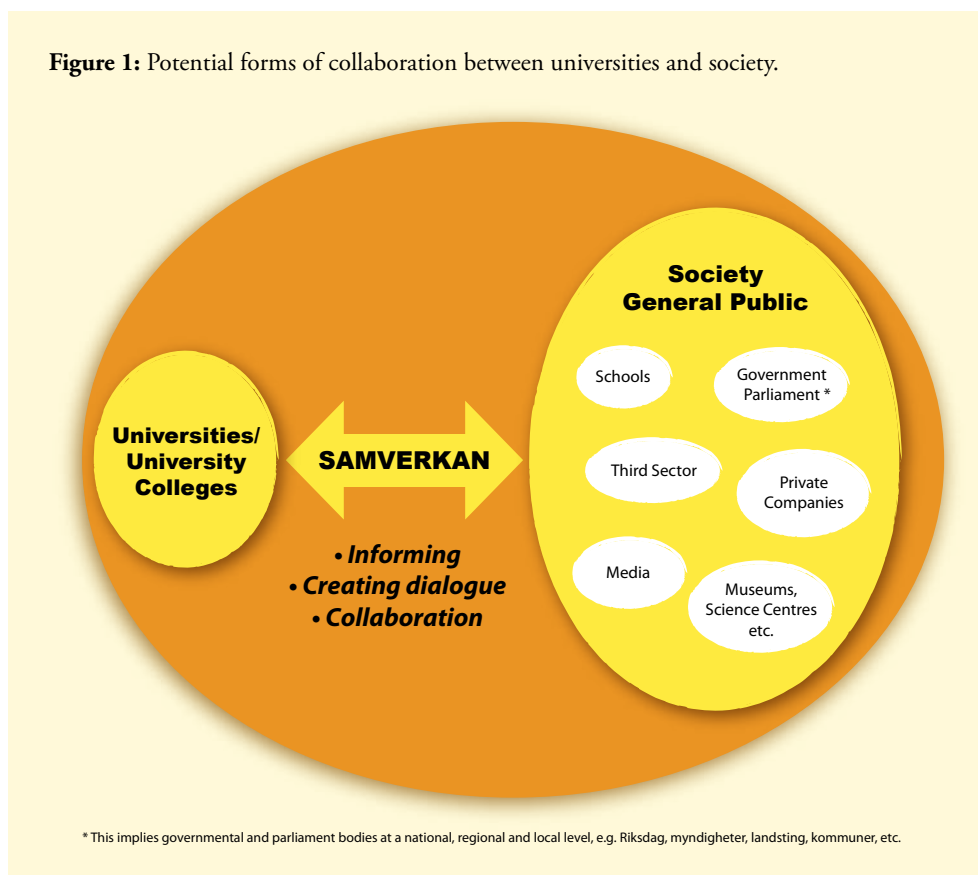 Figure 1: Potential forms of collaboration between universities and society.
Universities/
University
Colleges
SAMVERKAN
• Informing
• Creating dialogue
• Collaboration
Society
General Public
Schools
Government
Parliament *
Third Sector
Private
Companies
Media
Museums,
Science Centres
etc.
* This implies governmental and parliament bodies at a national, regional and local level, e.g. Riksdag, myndigheter, landsting, kommuner, etc.